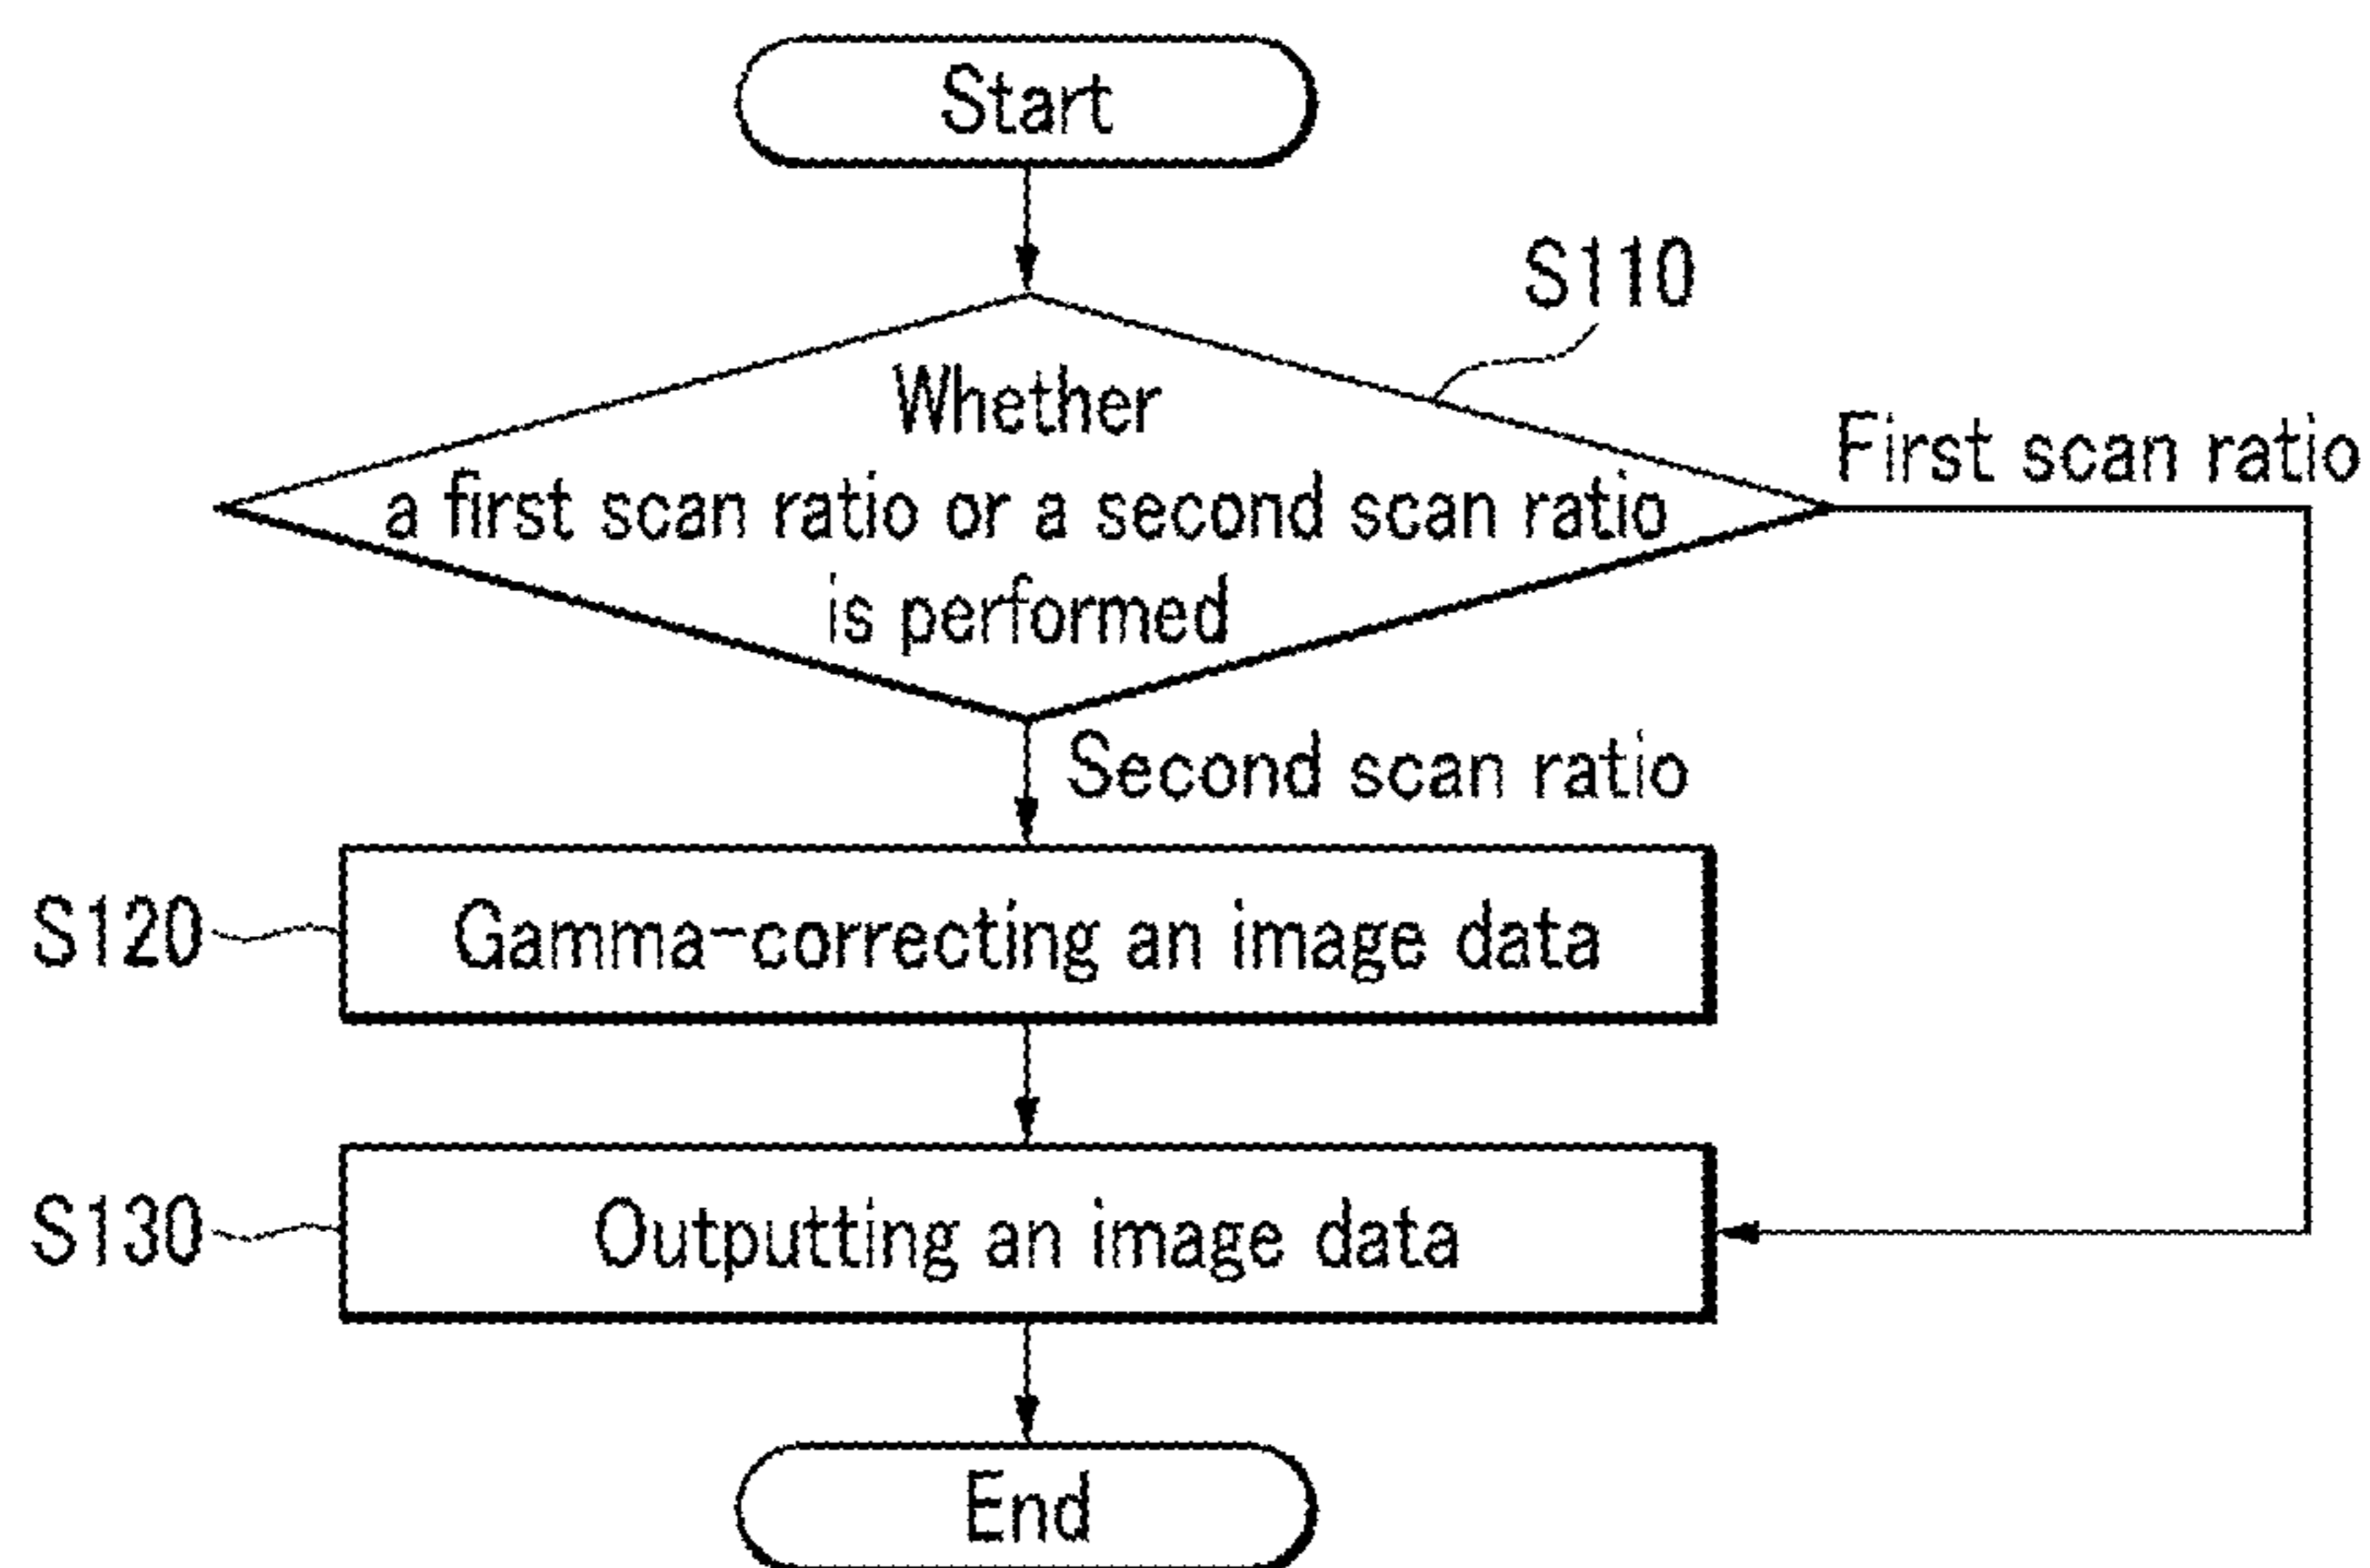 Start
S110
Whether
a first scan ratio or a second scan ratio
is performed
First scan ratio
Second scan ratio
S120
Gamma-correcting an image data
S130
Outputting an image data
End